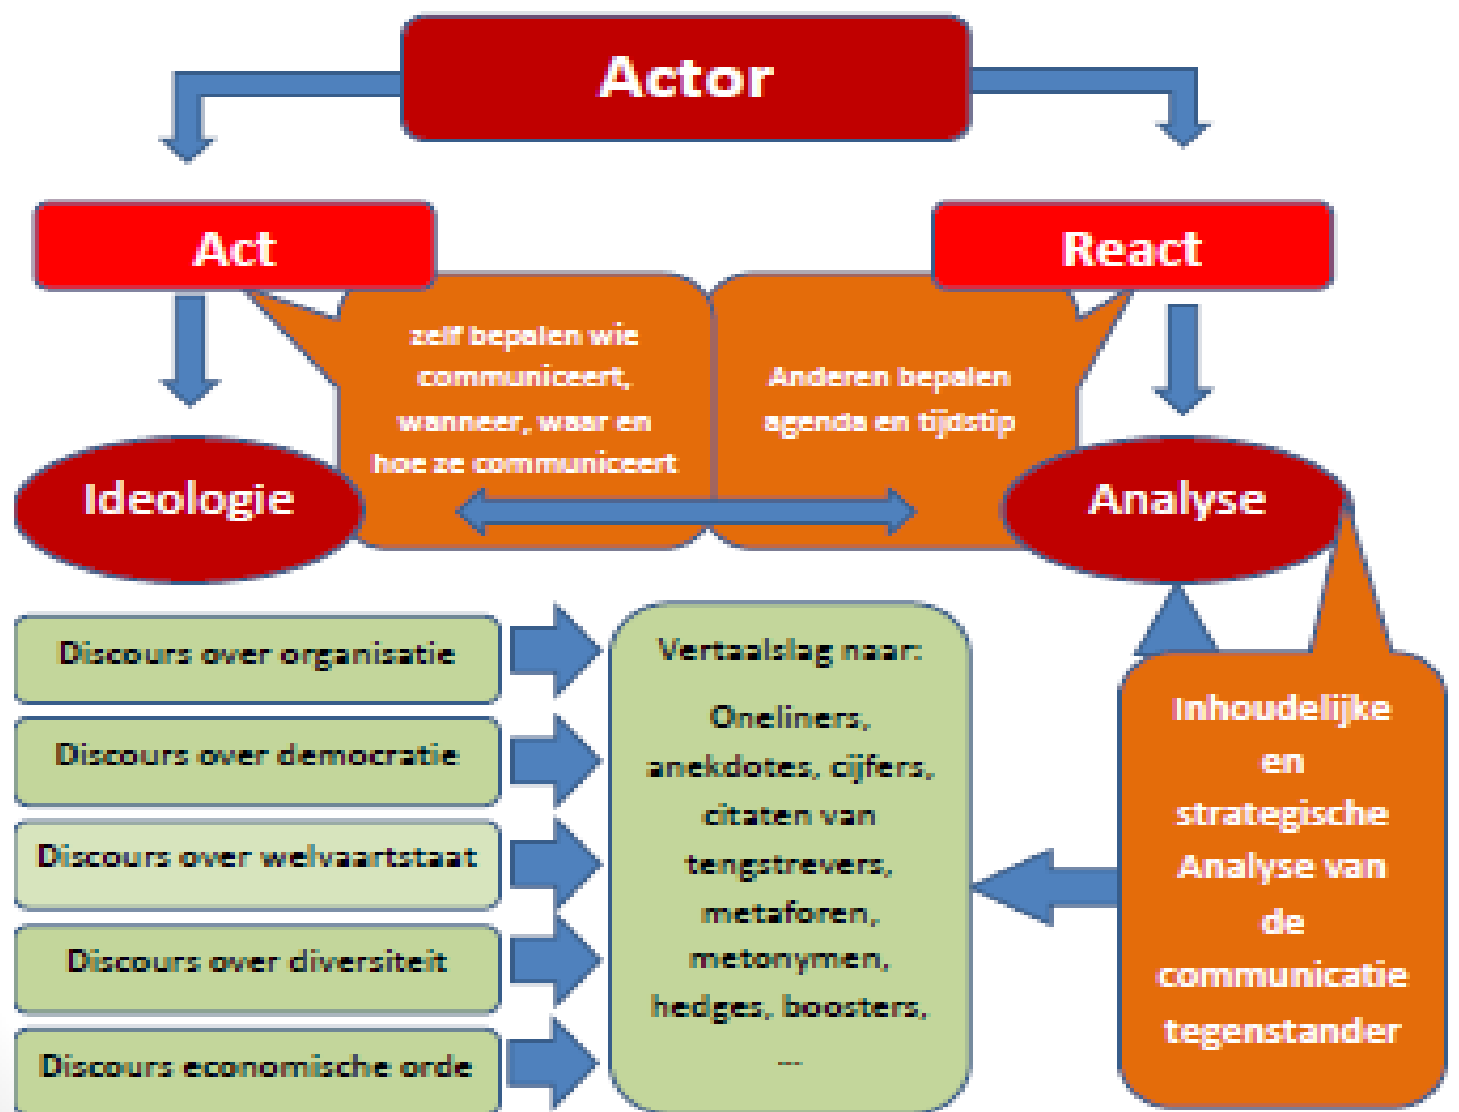 Actor
Act
React
zelf bepalen wie
communiceert,
wanneer, waar en
hoe ze communiceert
Anderen bepalen
agenda en tijdstip
Ideologie
Analyse
Discours over organisatie
Discours over democratie
Discours over welvaartstaat
Discours over diversiteit
Discours economische orde
Vertaalslag naar:
Oneliners,
anekdotes, cijfers,
citaten van
tengstrevers,
metaforen,
metonymen,
hedges, boosters,
...
Inhoudelijke
en
strategische
Analyse van
de
communicatie
tegenstander